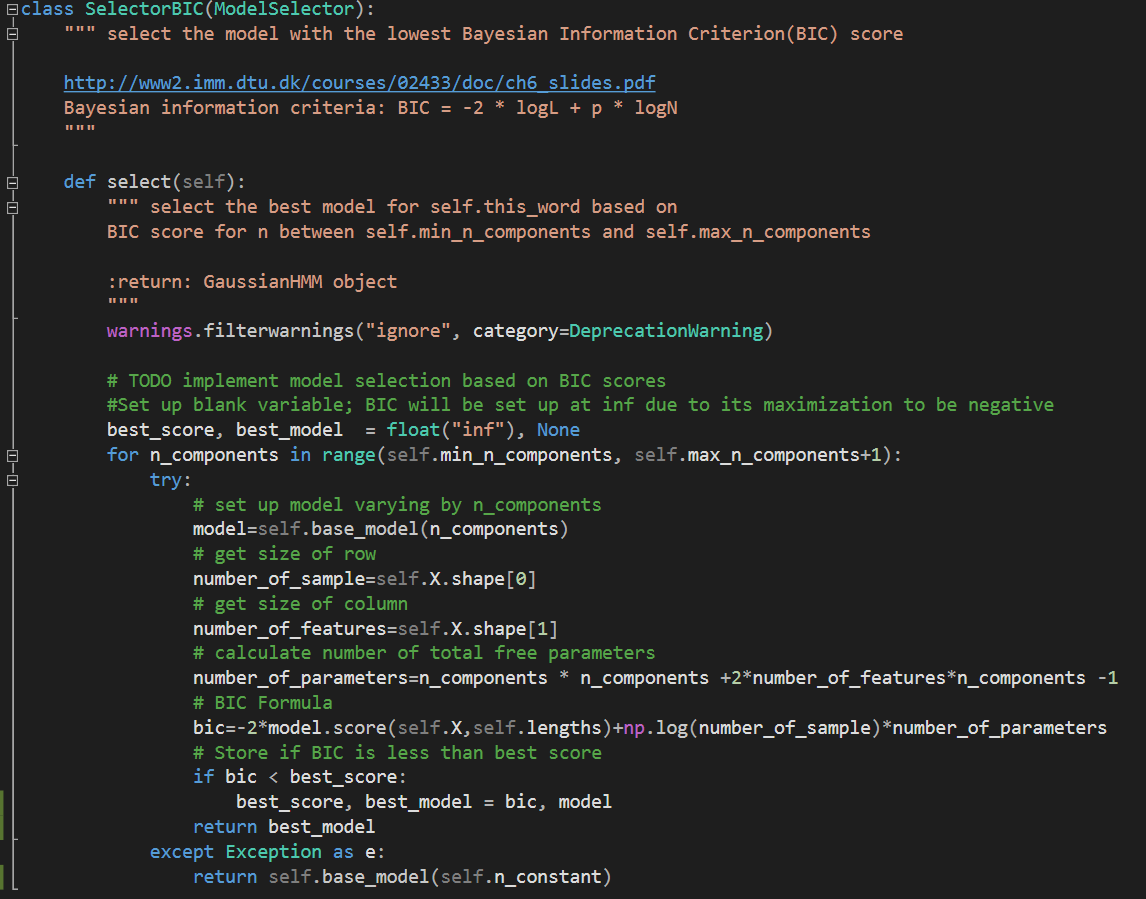 class SelectorBIC(ModelSelector):
    """ select the model with the lowest Bayesian Information Criterion(BIC) score

    http://www2.imm.dtu.dk/courses/02433/doc/ch6_slides.pdf
    Bayesian information criteria: BIC = -2 * logL + p * logN
    """

    def select(self):
        """ select the best model for self.this_word based on
        BIC score for n between self.min_n_components and self.max_n_components

        :return: GaussianHMM object
        """
        warnings.filterwarnings("ignore", category=DeprecationWarning)

        # TODO implement model selection based on BIC scores
        #Set up blank variable; BIC will be set up at inf due to its maximization to be negative
        best_score, best_model  = float("inf"), None
        for n_components in range(self.min_n_components, self.max_n_components+1):
            try:
                # set up model varying by n_components
                model=self.base_model(n_components)
                # get size of row
                number_of_sample=self.X.shape[0]
                # get size of column
                number_of_features=self.X.shape[1]
                # calculate number of total free parameters
                number_of_parameters=n_components * n_components +2*number_of_features*n_components -1
                # BIC Formula
                bic=-2*model.score(self.X,self.lengths)+np.log(number_of_sample)*number_of_parameters
                # Store if BIC is less than best score
                if bic < best_score:
                    best_score, best_model = bic, model
                return best_model
            except Exception as e:
                return self.base_model(self.n_constant)